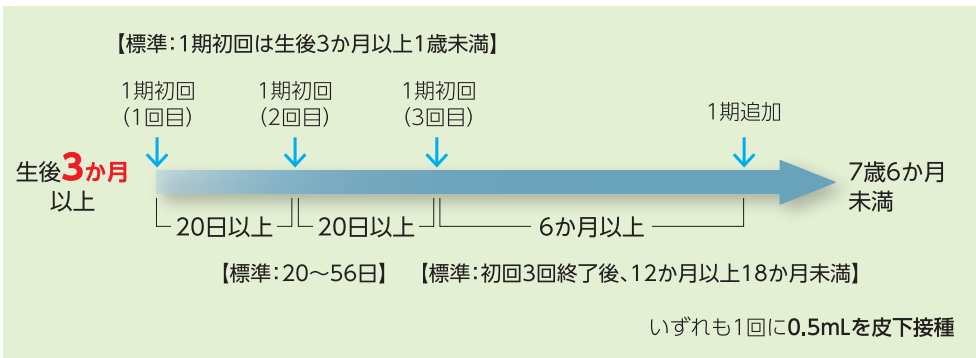 【標準：1期初回は生後3か月以上1歳未満】
1期初回
（1回目）
1期初回
（2回目）
1期初回
（3回目）
1期追加
生後3か月
以上
7歳6か月
未満
20日以上
20日以上
6か月以上
【標準：20～56日】
【標準：初回3回終了後、12か月以上18か月未満】
いずれも1回に0.5mLを皮下接種